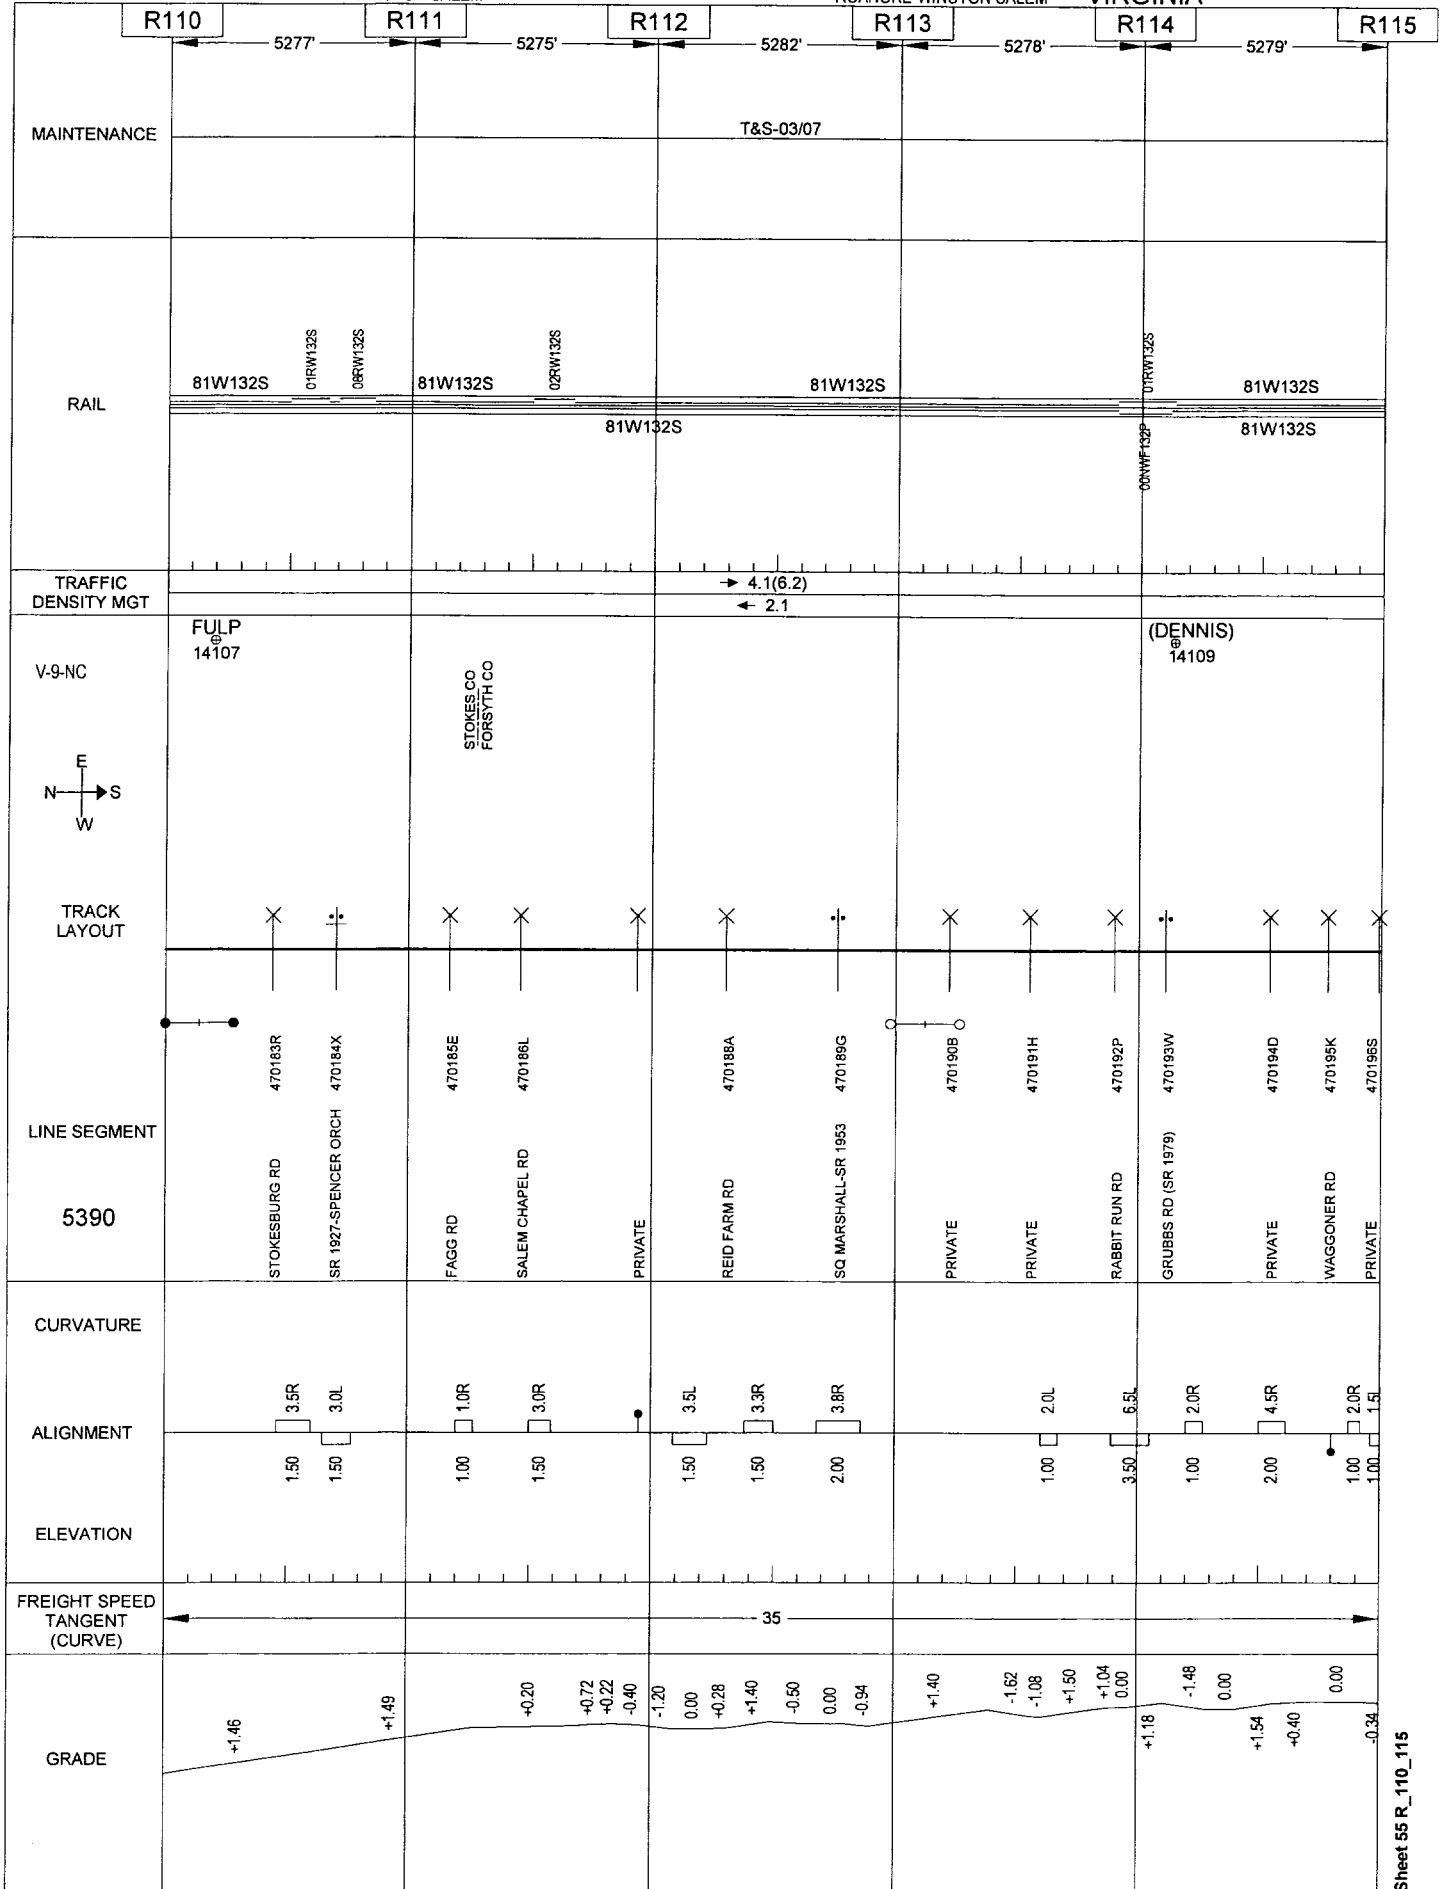 ROANOKE-WINSTON SALEM VIRGINIA
R110 R111 R112 R113 R114 R115
5277' 5275' 5282' 5278' 5279'
MAINTENANCE
T&S-03/07
RAIL
81W132S 01RW132S 08RW132S 81W132S 02RW132S 81W132S 01RW132S 81W132S
81W132S 00NWF132P 81W132S
TRAFFIC
DENSITY MGT
→ 4.1(6.2)
← 2.1
FULP
14107
(DENNIS)
14109
V-9-NC
STOKES CO
FORSYTH CO
E
N S
W
TRACK
LAYOUT
470183R 470184X 470185E 470186L 470188A 470189G 470190B 470191H 470192P 470193W 470194D 470195K 470196S
LINE SEGMENT
5390
STOKESBURG RD
SR 1927-SPENCER ORCH
FAGG RD
SALEM CHAPEL RD
PRIVATE
REID FARM RD
SQ MARSHALL-SR 1953
PRIVATE
PRIVATE
RABBIT RUN RD
GRUBBS RD (SR 1979)
PRIVATE
WAGGONER RD
PRIVATE
CURVATURE
3.5R 3.0L 1.0R 3.0R 3.5L 3.3R 3.8R 2.0L 6.5L 2.0R 4.5R 2.0R 1.5L
ALIGNMENT
1.50 1.50 1.00 1.50 1.50 1.50 2.00 1.00 3.50 1.00 2.00 1.00 1.00
ELEVATION
FREIGHT SPEED
TANGENT
(CURVE)
35
GRADE
+1.46 +1.49 +0.20 +0.72 +0.22 -0.40 -1.20 0.00 +0.28 +1.40 -0.50 0.00 -0.94 +1.40 -1.62 -1.08 +1.50 +1.04 0.00 +1.18 -1.48 0.00 +1.54 +0.40 0.00 -0.34
Sheet 55 R_110_115